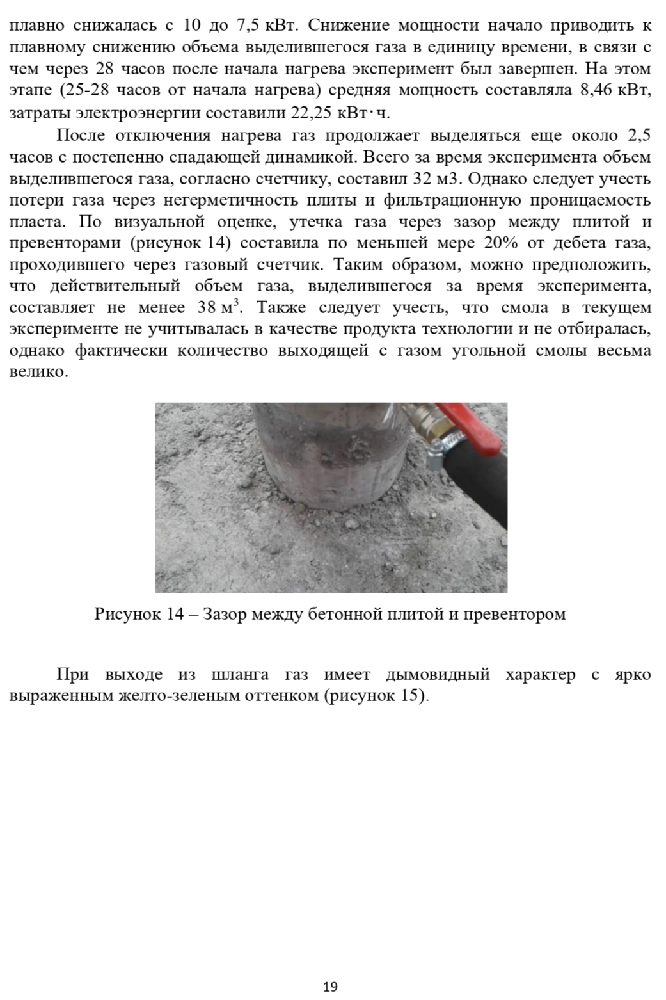 плавно снижалась с 10 до 7,5 кВт. Снижение мощности начало приводить к
плавному снижению объема выделившегося газа в единицу времени, в связи с
чем через 28 часов после начала нагрева эксперимент был завершен. На этом
этапе (25-28 часов от начала нагрева) средняя мощность составляла 8,46 кВт,
затраты электроэнергии составили 22,25 кВт·ч.
После отключения нагрева газ продолжает выделяться еще около 2,5
часов с постепенно спадающей динамикой. Всего за время эксперимента объем
выделившегося газа, согласно счетчику, составил 32 м3. Однако следует учесть
потери газа через негерметичность плиты и фильтрационную проницаемость
пласта. По визуальной оценке, утечка газа через зазор между плитой и
превенторами (рисунок 14) составила по меньшей мере 20% от дебета газа,
проходившего через газовый счетчик. Таким образом, можно предположить,
что действительный объем газа, выделившегося за время эксперимента,
составляет не менее 38 м³. Также следует учесть, что смола в текущем
эксперименте не учитывалась в качестве продукта технологии и не отбиралась,
однако фактически количество выходящей с газом угольной смолы весьма
велико.
Рисунок 14 – Зазор между бетонной плитой и превентором
При выходе из шланга газ имеет дымовидный характер с ярко
выраженным желто-зеленым оттенком (рисунок 15).
19